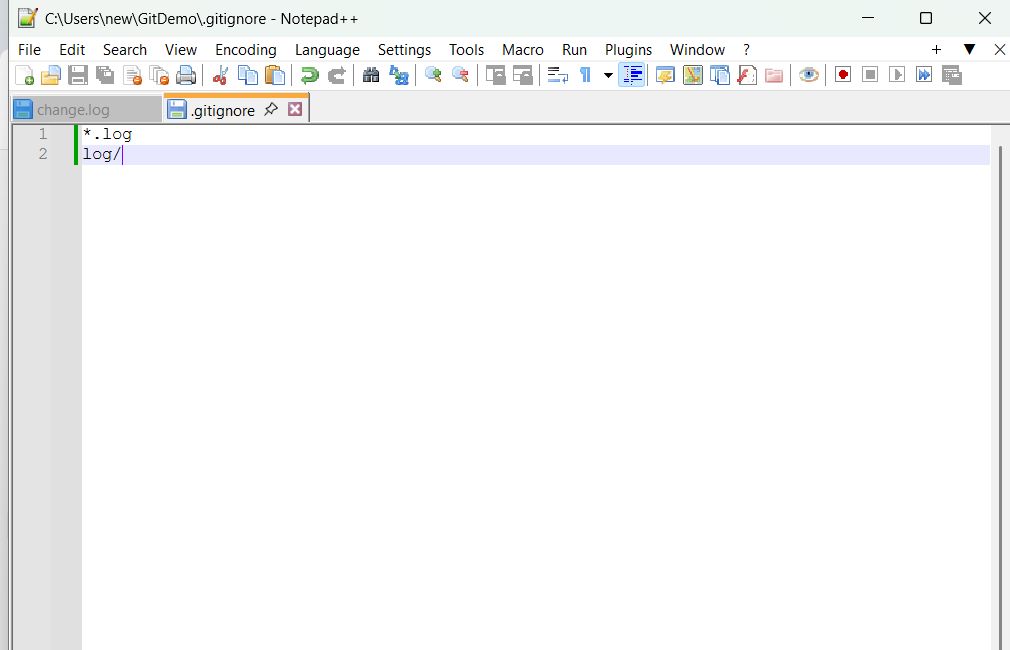 C:\Users\new\GitDemo\.gitignore - Notepad++
File Edit Search View Encoding Language Settings Tools Macro Run Plugins Window ?
change.log .gitignore
1 *.log
2 log/